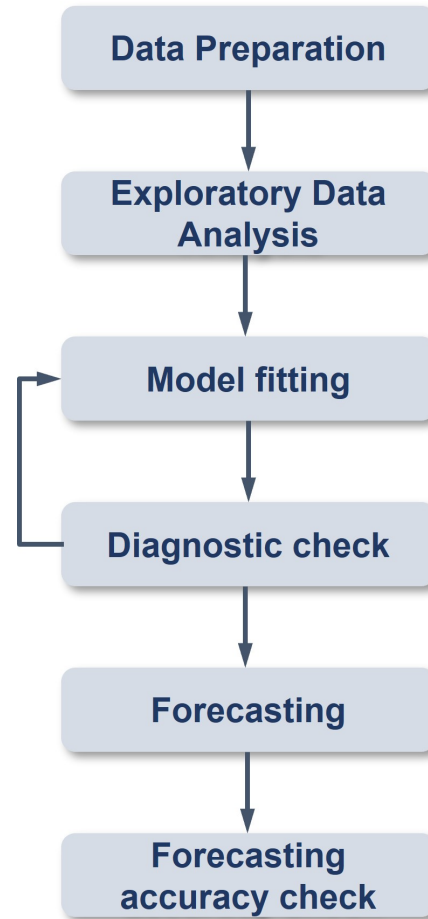 Data Preparation
Exploratory Data
Analysis
Model fitting
Diagnostic check
Forecasting
Forecasting
accuracy check